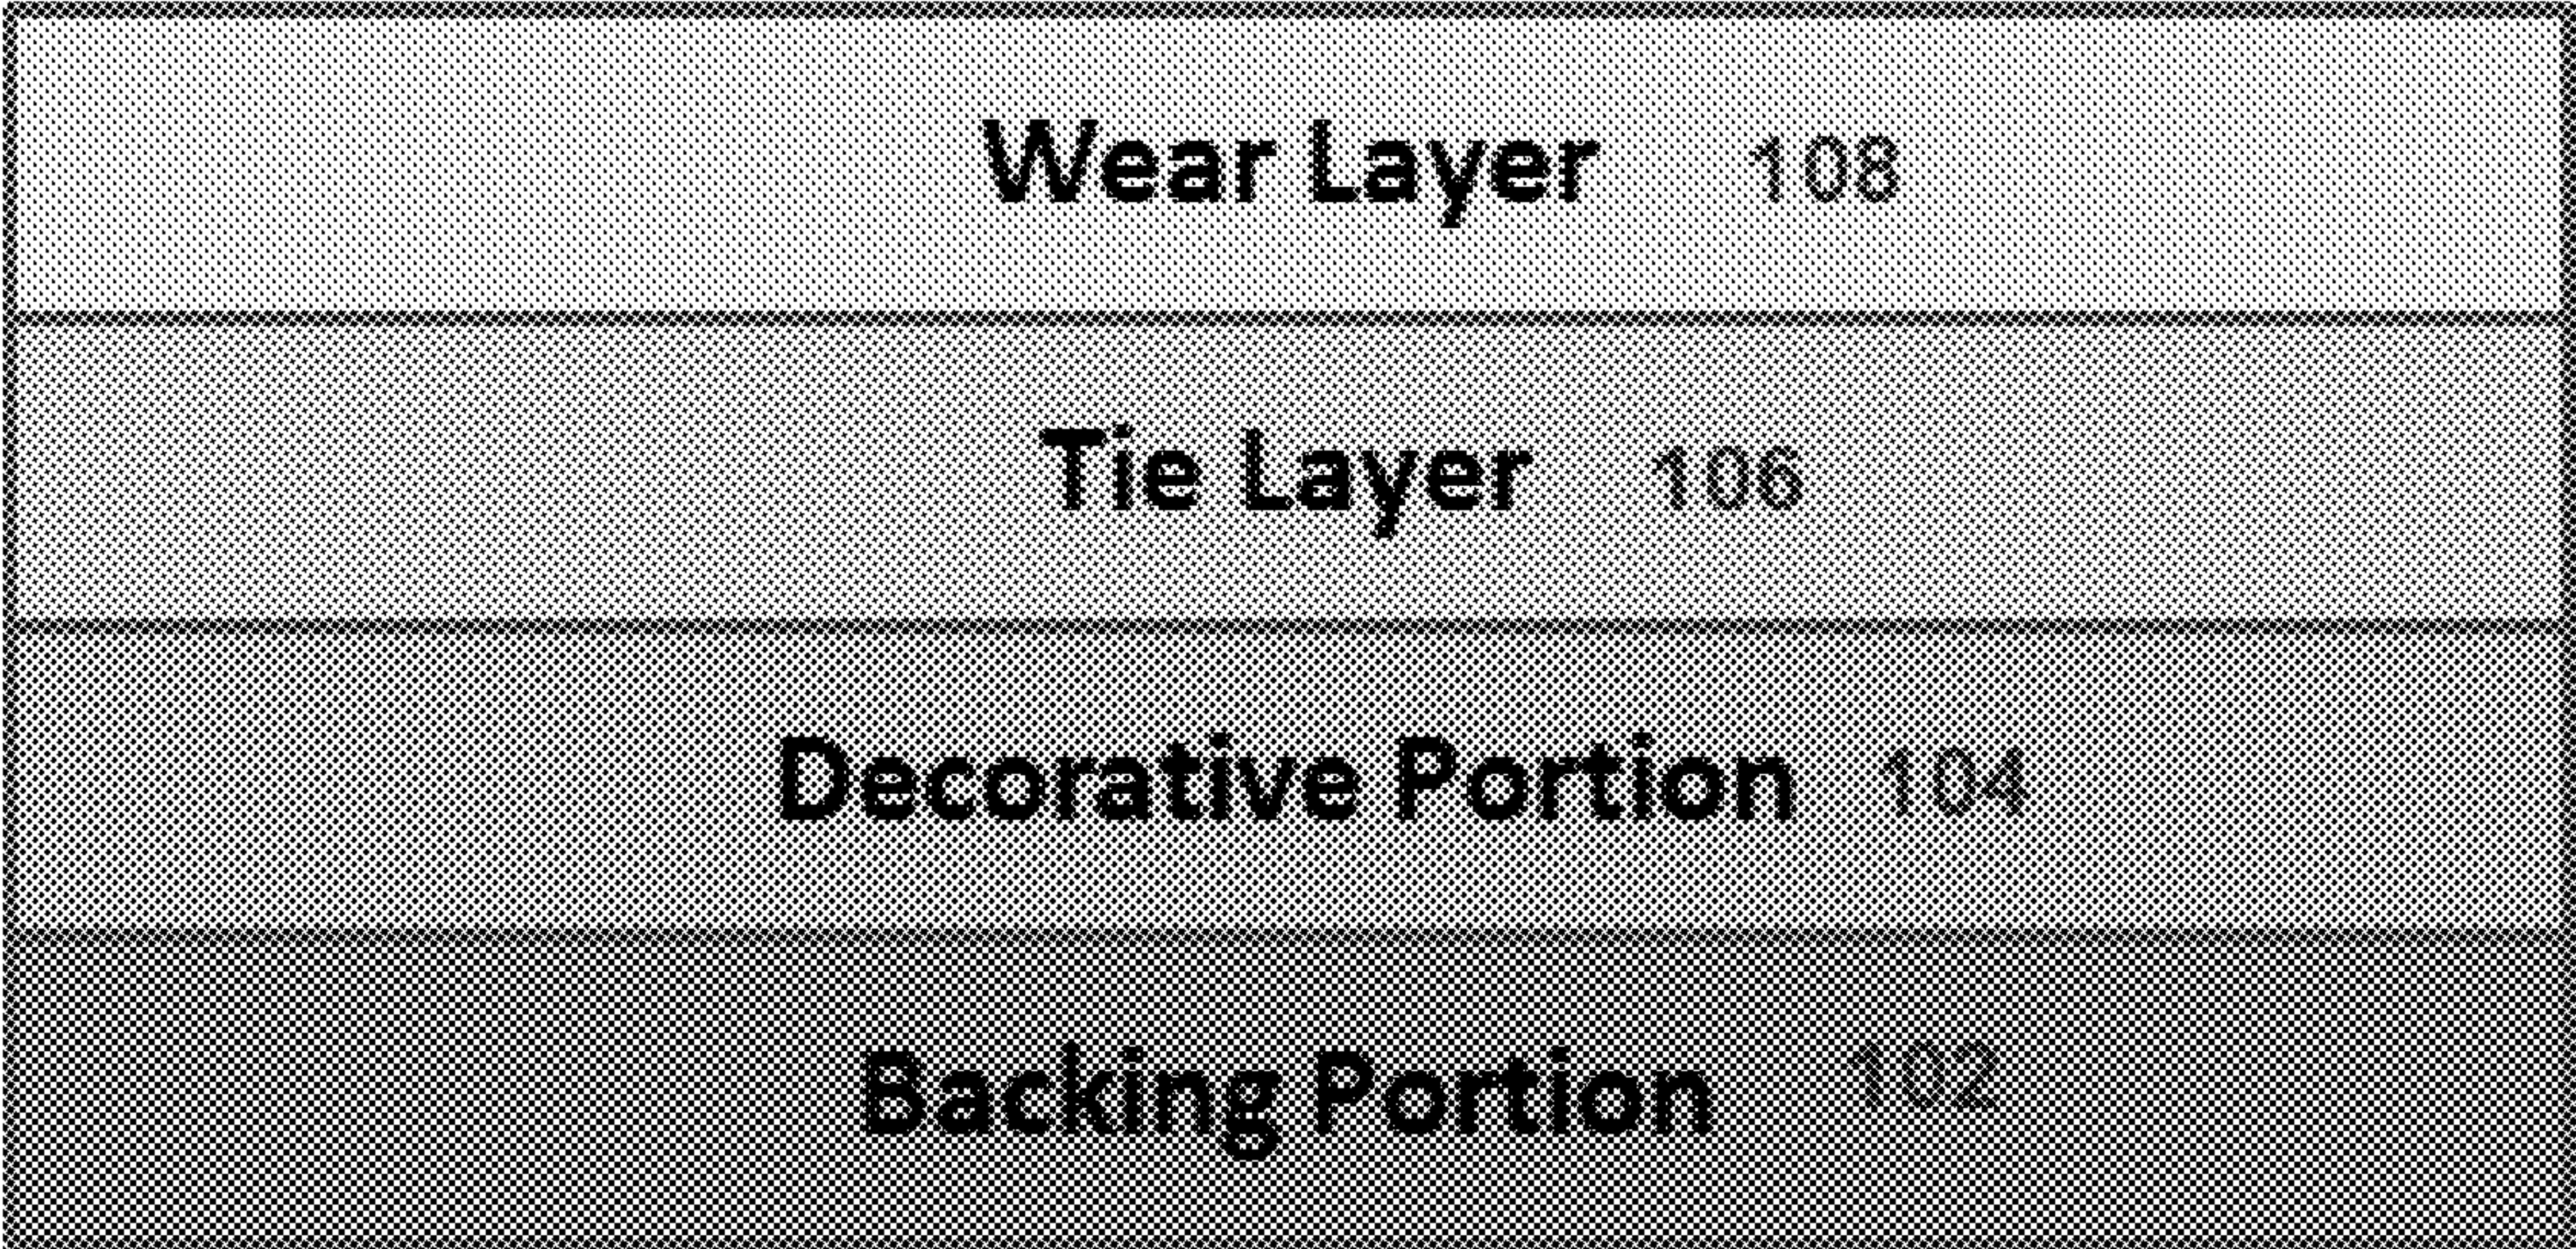 Wear Layer 108
Tie Layer 106
Decorative Portion 104
Backing Portion 102